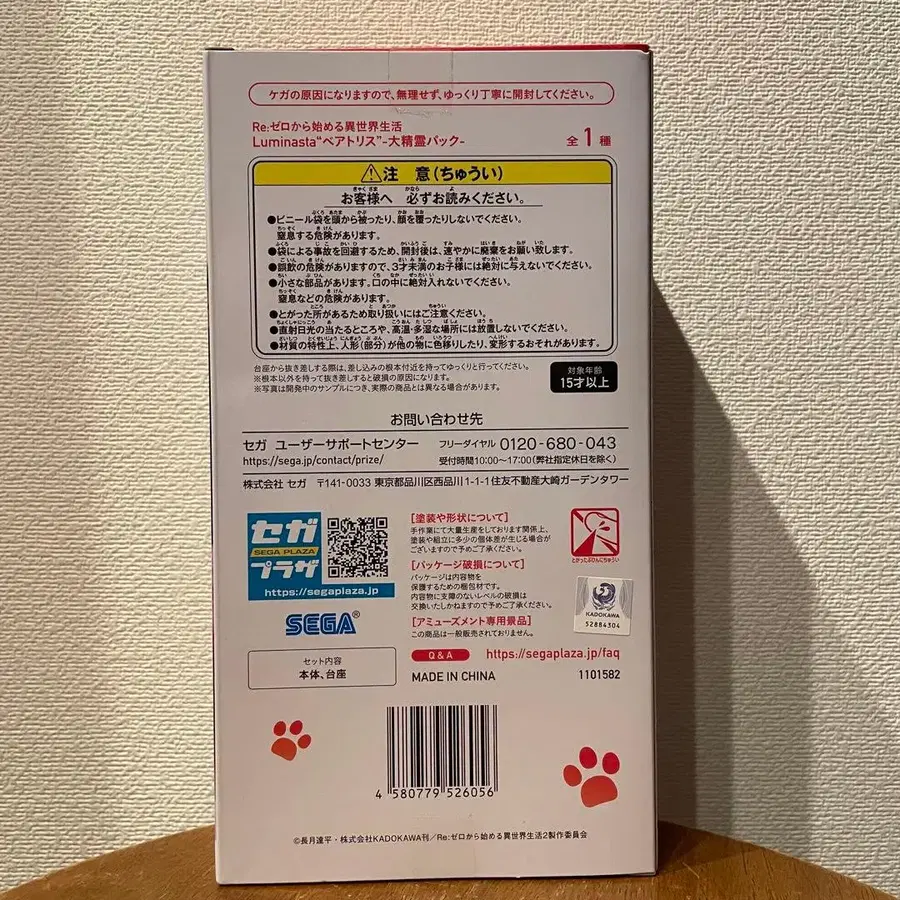 ケガの原因になりますので、無理せず、ゆっくり丁寧に開封してください。
Re:ゼロから始める異世界生活
Luminasta“ベアトリス”-大精霊パック-
全1種
⚠注 意(ちゅうい)
お客様へ 必ずお読みください。
●ビニール袋を頭から被ったり、顔を覆ったりしないでください。
窒息する危険があります。
●袋による事故を回避するため、開封後は、速やかに廃棄をお願い致します。
●誤飲の危険がありますので、3才未満のお子様には絶対に与えないでください。
●小さな部品があります。口の中に絶対入れないでください。
窒息などの危険があります。
●とがった所があるため取り扱いにはご注意ください。
●直射日光の当たるところや、高温・多湿な場所には放置しないでください。
●材質の特性上、人形(部分)が他の物に色移りしたり、変形するおそれがあります。
台座から抜き差しする際は、差し込みの根本付近を持ってゆっくりと行ってください。
※根本以外を持って抜き差しすると破損の原因になります。
※写真は開発中のサンプルにつき、実際の商品とは異なる場合があります。
対象年齢
15才以上
お問い合わせ先
セガ ユーザーサポートセンター
フリーダイヤル 0120-680-043
https://sega.jp/contact/prize/
受付時間10:00~17:00(弊社指定休日を除く)
株式会社 セガ 〒141-0033 東京都品川区西品川1-1-1住友不動産大崎ガーデンタワー
セガ
SEGA PLAZA
プラザ
https://segaplaza.jp
SEGA®
[塗装や形状について]
手作業にて大量生産をしております関係上、
塗装や組立に多少の個体差が生じる場合が
ございますので予めご了承ください。
[パッケージ破損について]
パッケージは内容物を
保護するための梱包材です。
内容物に支障のないレベルの破損は
交換いたしかねますので予めご了承ください。
[アミューズメント専用景品]
この商品は一般販売されておりません。
とがったぶひんにちゅうい
KADOKAWA
52884304
Q&A
https://segaplaza.jp/faq
セット内容
本体、台座
MADE IN CHINA
1101582
4 580779 526056
©長月達平・株式会社KADOKAWA刊/Re:ゼロから始める異世界生活2製作委員会